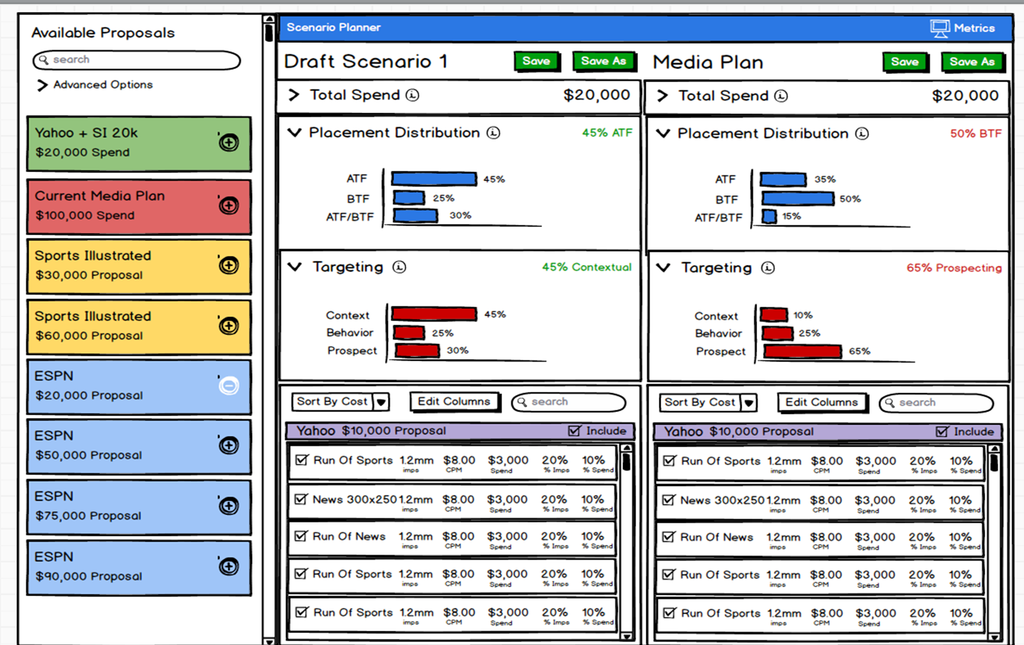 Available Proposals
search
Advanced Options
Yahoo + SI 20k
$20,000 Spend
Current Media Plan
$100,000 Spend
Sports Illustrated
$30,000 Proposal
Sports Illustrated
$60,000 Proposal
ESPN
$20,000 Proposal
ESPN
$50,000 Proposal
ESPN
$75,000 Proposal
ESPN
$90,000 Proposal
Scenario Planner
Metrics
Draft Scenario 1 Save Save As
Total Spend $20,000
Placement Distribution 45% ATF
ATF 45%
BTF 25%
ATF/BTF 30%
Targeting 45% Contextual
Context 45%
Behavior 25%
Prospect 30%
Sort By Cost Edit Columns search
Yahoo $10,000 Proposal Include
Run Of Sports 1.2mm $8.00 $3,000 20% 10%
imps CPM Spend % Imps % Spend
News 300x250 1.2mm $8.00 $3,000 20% 10%
imps CPM Spend % Imps % Spend
Run Of News 1.2mm $8.00 $3,000 20% 10%
imps CPM Spend % Imps % Spend
Run Of Sports 1.2mm $8.00 $3,000 20% 10%
imps CPM Spend % Imps % Spend
Run Of Sports 1.2mm $8.00 $3,000 20% 10%
imps CPM Spend % Imps % Spend
Media Plan Save Save As
Total Spend $20,000
Placement Distribution 50% BTF
ATF 35%
BTF 50%
ATF/BTF 15%
Targeting 65% Prospecting
Context 10%
Behavior 25%
Prospect 65%
Sort By Cost Edit Columns search
Yahoo $10,000 Proposal Include
Run Of Sports 1.2mm $8.00 $3,000 20% 10%
imps CPM Spend % Imps % Spend
News 300x250 1.2mm $8.00 $3,000 20% 10%
imps CPM Spend % Imps % Spend
Run Of News 1.2mm $8.00 $3,000 20% 10%
imps CPM Spend % Imps % Spend
Run Of Sports 1.2mm $8.00 $3,000 20% 10%
imps CPM Spend % Imps % Spend
Run Of Sports 1.2mm $8.00 $3,000 20% 10%
imps CPM Spend % Imps % Spend